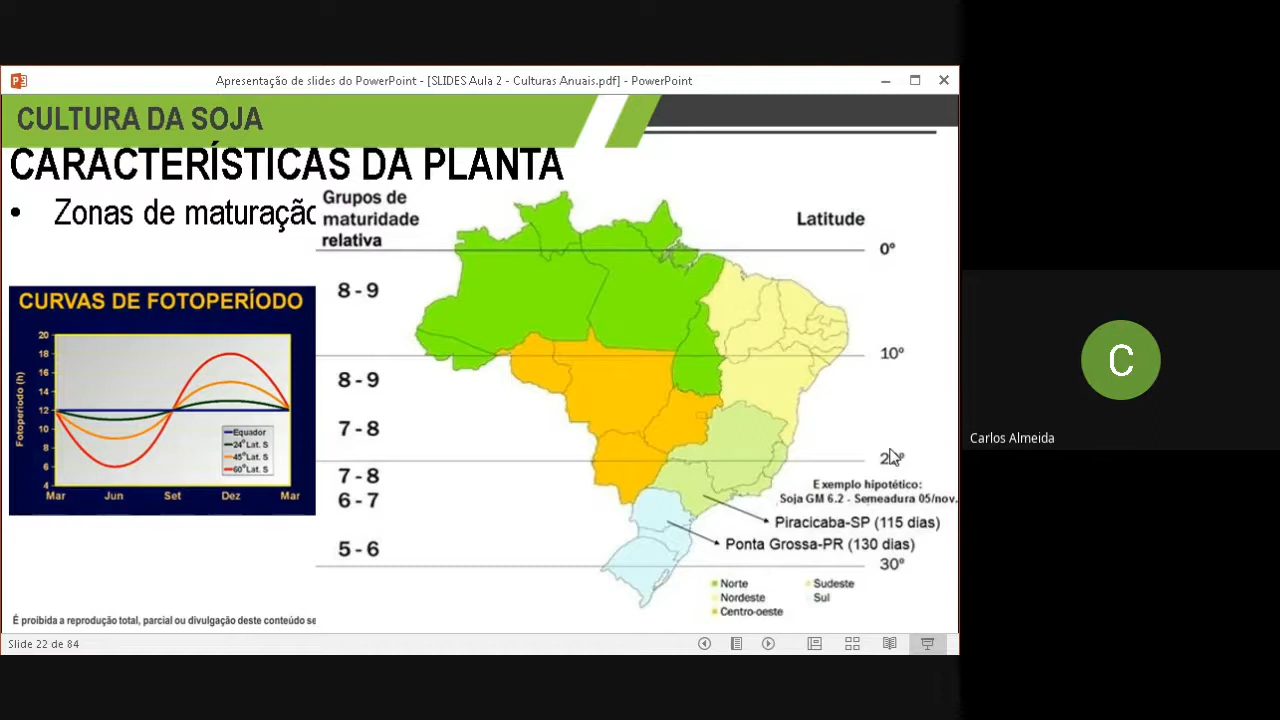 Apresentação de slides do PowerPoint - [SLIDES Aula 2 - Culturas Anuais.pdf] - PowerPoint
CULTURA DA SOJA
CARACTERÍSTICAS DA PLANTA
• Zonas de maturação
Grupos de
maturidade
relativa
Latitude
0º
8 - 9
10º
8 - 9
7 - 8
7 - 8
6 - 7
5 - 6
30º
Exemplo hipotético:
Soja GM 6.2 - Semeadura 05/nov.
Piracicaba-SP (115 dias)
Ponta Grossa-PR (130 dias)
Norte
Nordeste
Centro-oeste
Sudeste
Sul
CURVAS DE FOTOPERÍODO
Fotoperíodo (h)
20
18
16
14
12
10
8
6
4
Mar Jun Set Dez Mar
Equador
24°Lat. S
45°Lat. S
60°Lat. S
É proibida a reprodução total, parcial ou divulgação deste conteúdo se
Slide 22 de 84
C
Carlos Almeida